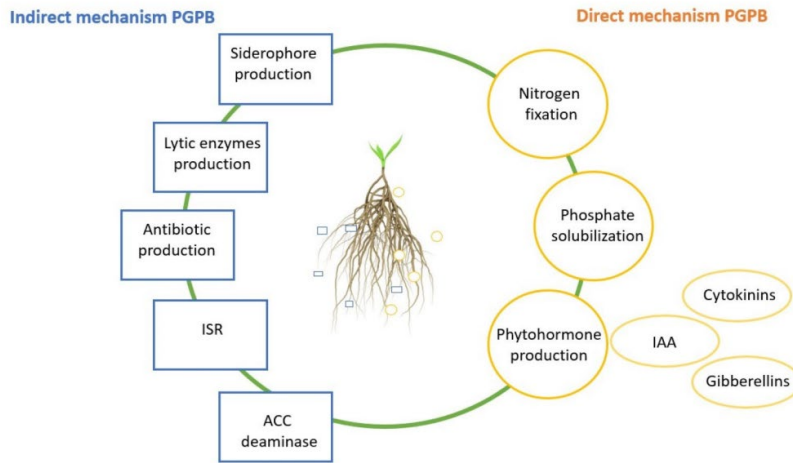 Indirect mechanism PGPB
Direct mechanism PGPB
Siderophore
production
Lytic enzymes
production
Antibiotic
production
ISR
ACC
deaminase
Nitrogen
fixation
Phosphate
solubilization
Phytohormone
production
Cytokinins
IAA
Gibberellins